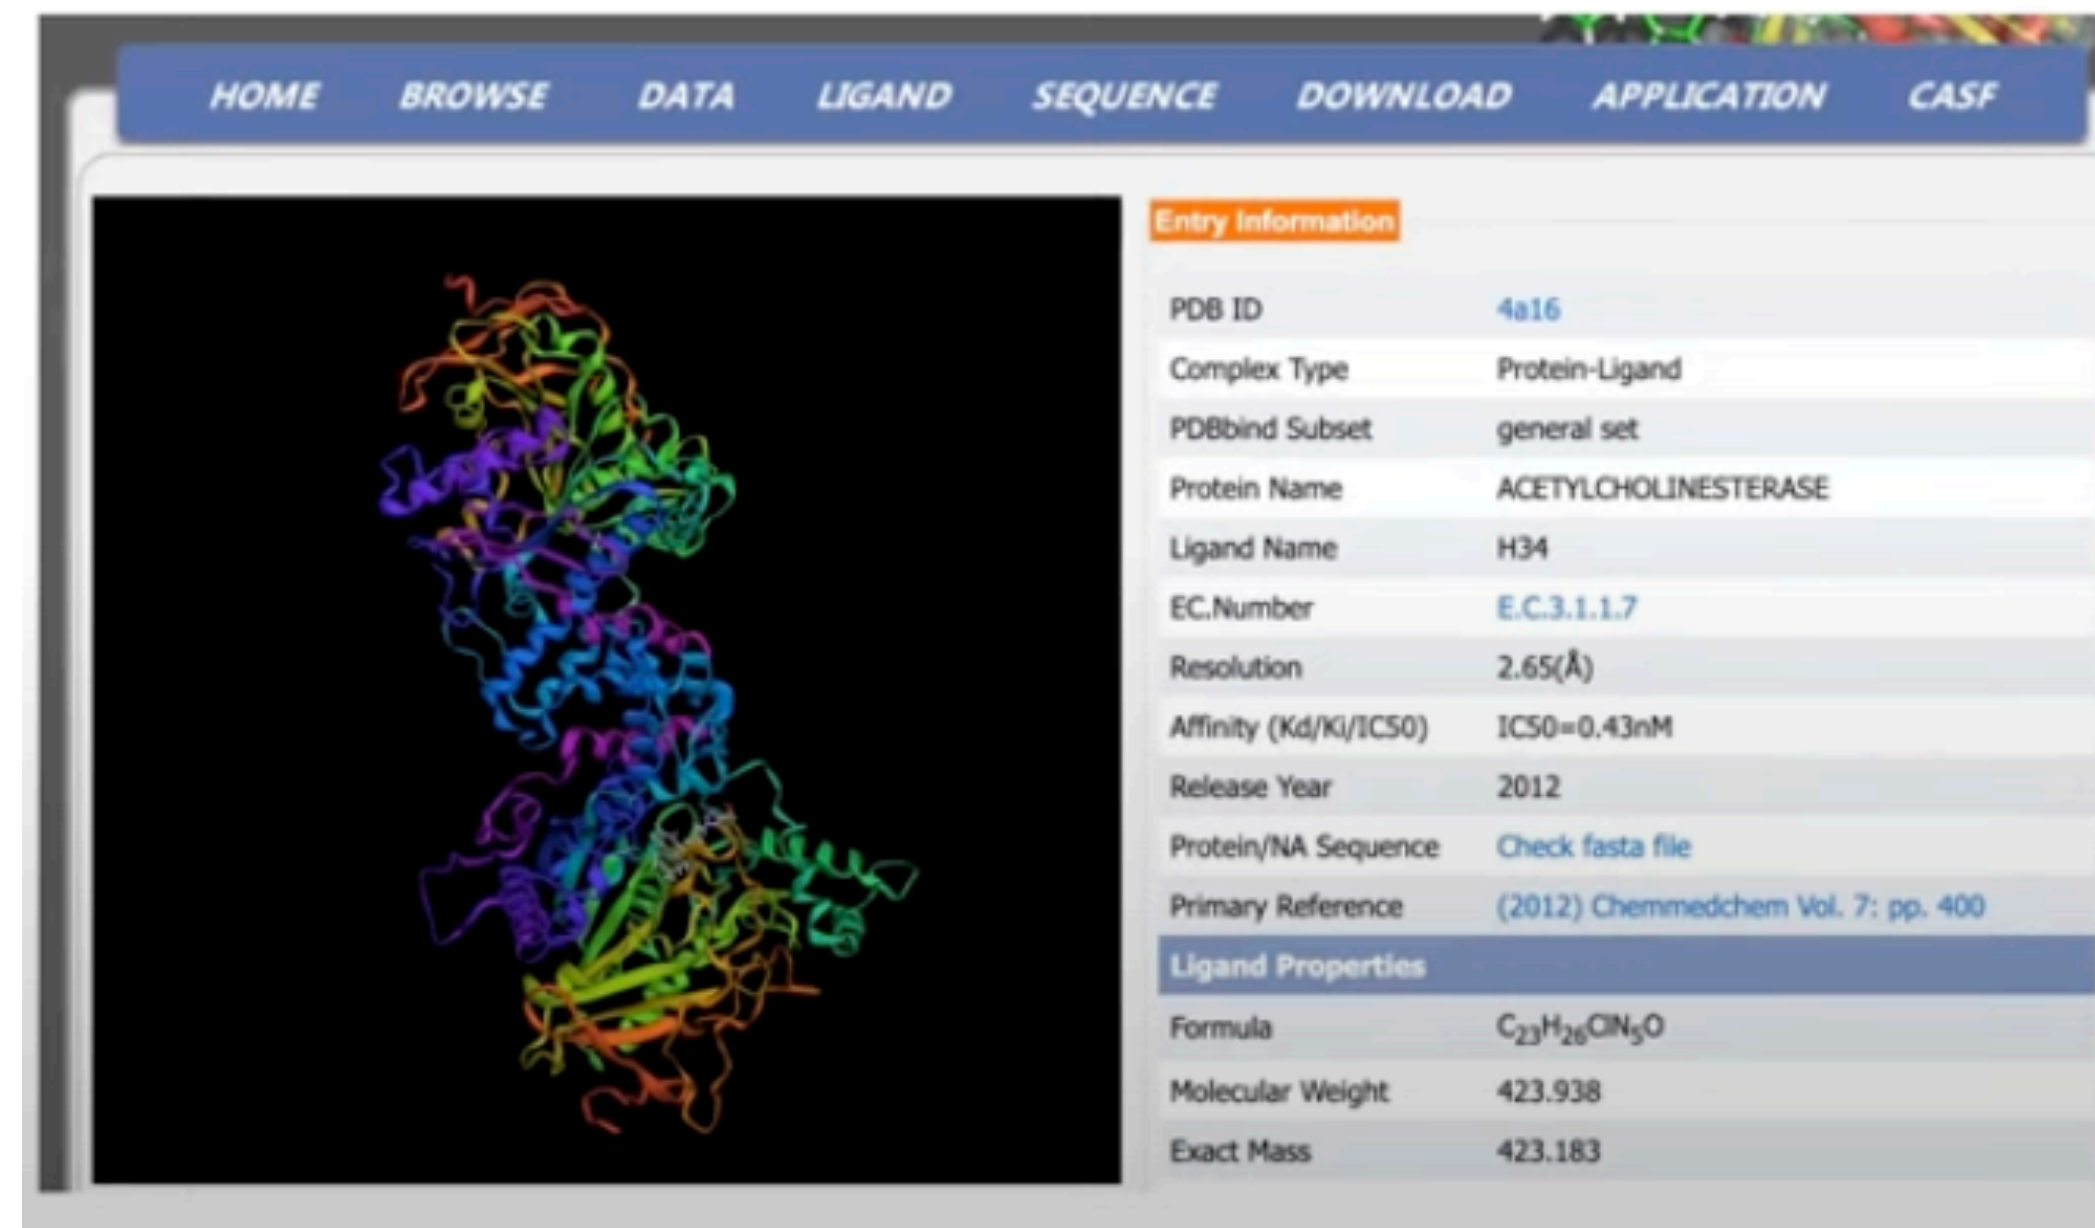 HOME BROWSE DATA LIGAND SEQUENCE DOWNLOAD APPLICATION CASF
Entry Information
PDB ID 4a16
Complex Type Protein-Ligand
PDBbind Subset general set
Protein Name ACETYLCHOLINESTERASE
Ligand Name H34
EC.Number E.C.3.1.1.7
Resolution 2.65(Å)
Affinity (Kd/Ki/IC50) IC50=0.43nM
Release Year 2012
Protein/NA Sequence Check fasta file
Primary Reference (2012) Chemmedchem Vol. 7: pp. 400
Ligand Properties
Formula C₂₃H₂₆ClN₅O
Molecular Weight 423.938
Exact Mass 423.183